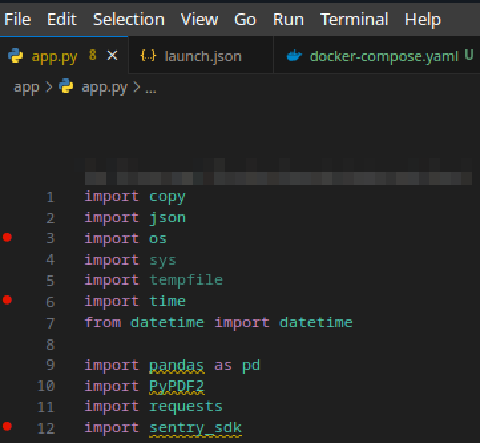 File Edit Selection View Go Run Terminal Help
app.py 8 × {..} launch.json docker-compose.yaml U
app > app.py > ...
1 import copy
2 import json
3 import os
4 import sys
5 import tempfile
6 import time
7 from datetime import datetime
8
9 import pandas as pd
10 import PyPDF2
11 import requests
12 import sentry_sdk